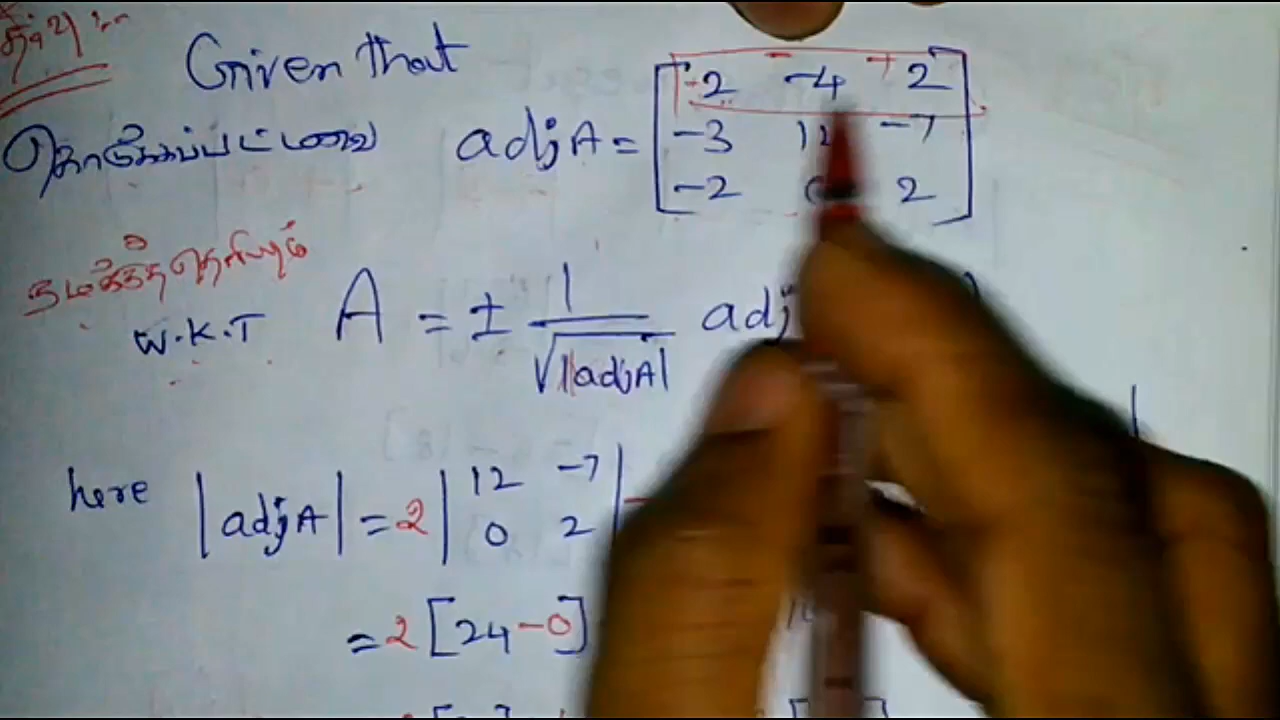 Given that
கொடுக்கப்பட்டவை adj A = [ 2 -4 2
-3 12 -7
-2 2 ]
நமக்குத் தெரியும்
W.K.T A = ± 1/√|adj A| adj
here |adj A| = 2 | 12 -7
0 2 | -
= 2 [24 - 0]